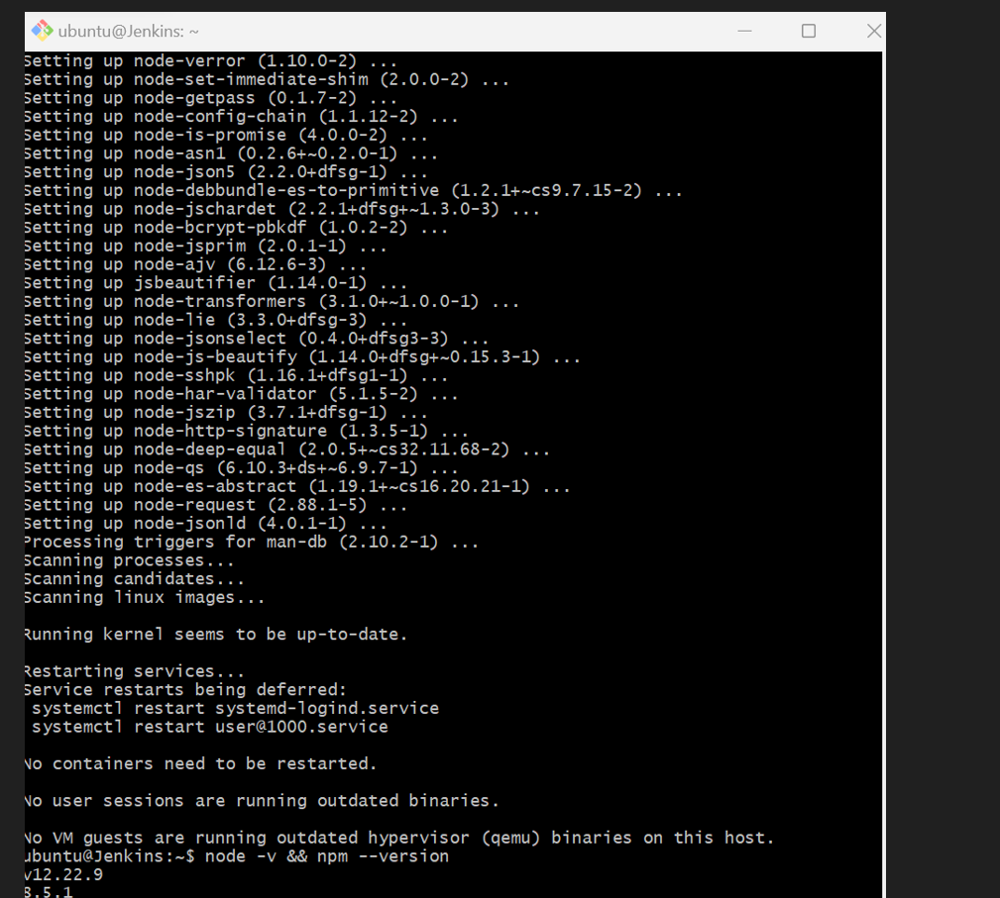 ubuntu@Jenkins: ~
Setting up node-verror (1.10.0-2) ...
Setting up node-set-immediate-shim (2.0.0-2) ...
Setting up node-getpass (0.1.7-2) ...
Setting up node-config-chain (1.1.12-2) ...
Setting up node-is-promise (4.0.0-2) ...
Setting up node-asn1 (0.2.6+~0.2.0-1) ...
Setting up node-json5 (2.2.0+dfsg-1) ...
Setting up node-debbundle-es-to-primitive (1.2.1+~cs9.7.15-2) ...
Setting up node-jschardet (2.2.1+dfsg+~1.3.0-3) ...
Setting up node-bcrypt-pbkdf (1.0.2-2) ...
Setting up node-jsprim (2.0.1-1) ...
Setting up node-ajv (6.12.6-3) ...
Setting up jsbeautifier (1.14.0-1) ...
Setting up node-transformers (3.1.0+~1.0.0-1) ...
Setting up node-lie (3.3.0+dfsg-3) ...
Setting up node-jsonselect (0.4.0+dfsg3-3) ...
Setting up node-js-beautify (1.14.0+dfsg+~0.15.3-1) ...
Setting up node-sshpk (1.16.1+dfsg1-1) ...
Setting up node-har-validator (5.1.5-2) ...
Setting up node-jszip (3.7.1+dfsg-1) ...
Setting up node-http-signature (1.3.5-1) ...
Setting up node-deep-equal (2.0.5+~cs32.11.68-2) ...
Setting up node-qs (6.10.3+ds+~6.9.7-1) ...
Setting up node-es-abstract (1.19.1+~cs16.20.21-1) ...
Setting up node-request (2.88.1-5) ...
Setting up node-jsonld (4.0.1-1) ...
Processing triggers for man-db (2.10.2-1) ...
Scanning processes...
Scanning candidates...
Scanning linux images...
Running kernel seems to be up-to-date.
Restarting services...
Service restarts being deferred:
systemctl restart systemd-logind.service
systemctl restart user@1000.service
No containers need to be restarted.
No user sessions are running outdated binaries.
No VM guests are running outdated hypervisor (qemu) binaries on this host.
ubuntu@Jenkins:~$ node -v && npm --version
v12.22.9
8.5.1